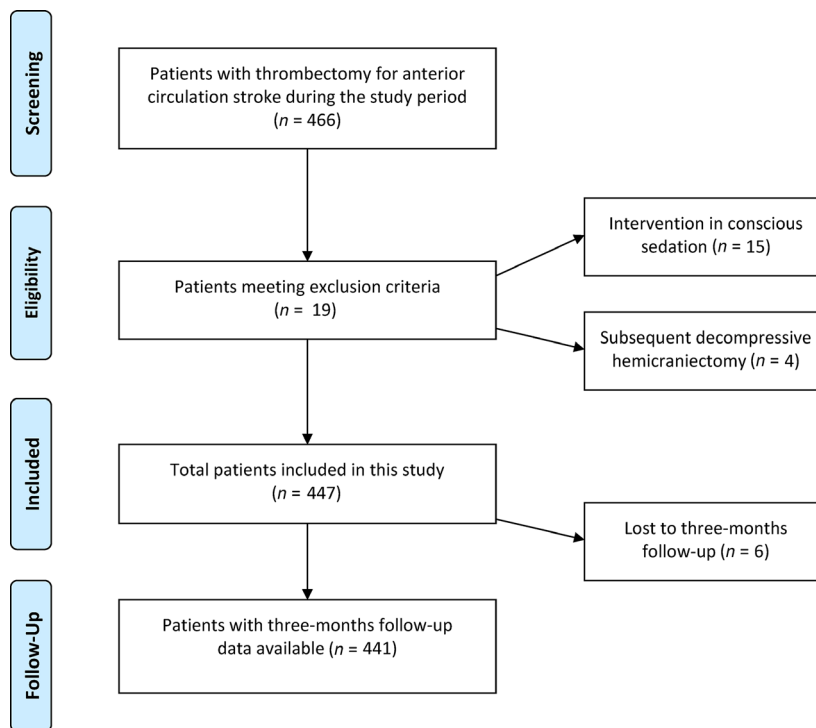 Screening
Patients with thrombectomy for anterior
circulation stroke during the study period
(n = 466)
Eligibility
Patients meeting exclusion criteria
(n = 19)
Intervention in conscious
sedation (n = 15)
Subsequent decompressive
hemicraniectomy (n = 4)
Included
Total patients included in this study
(n = 447)
Lost to three-months
follow-up (n = 6)
Follow-Up
Patients with three-months follow-up
data available (n = 441)